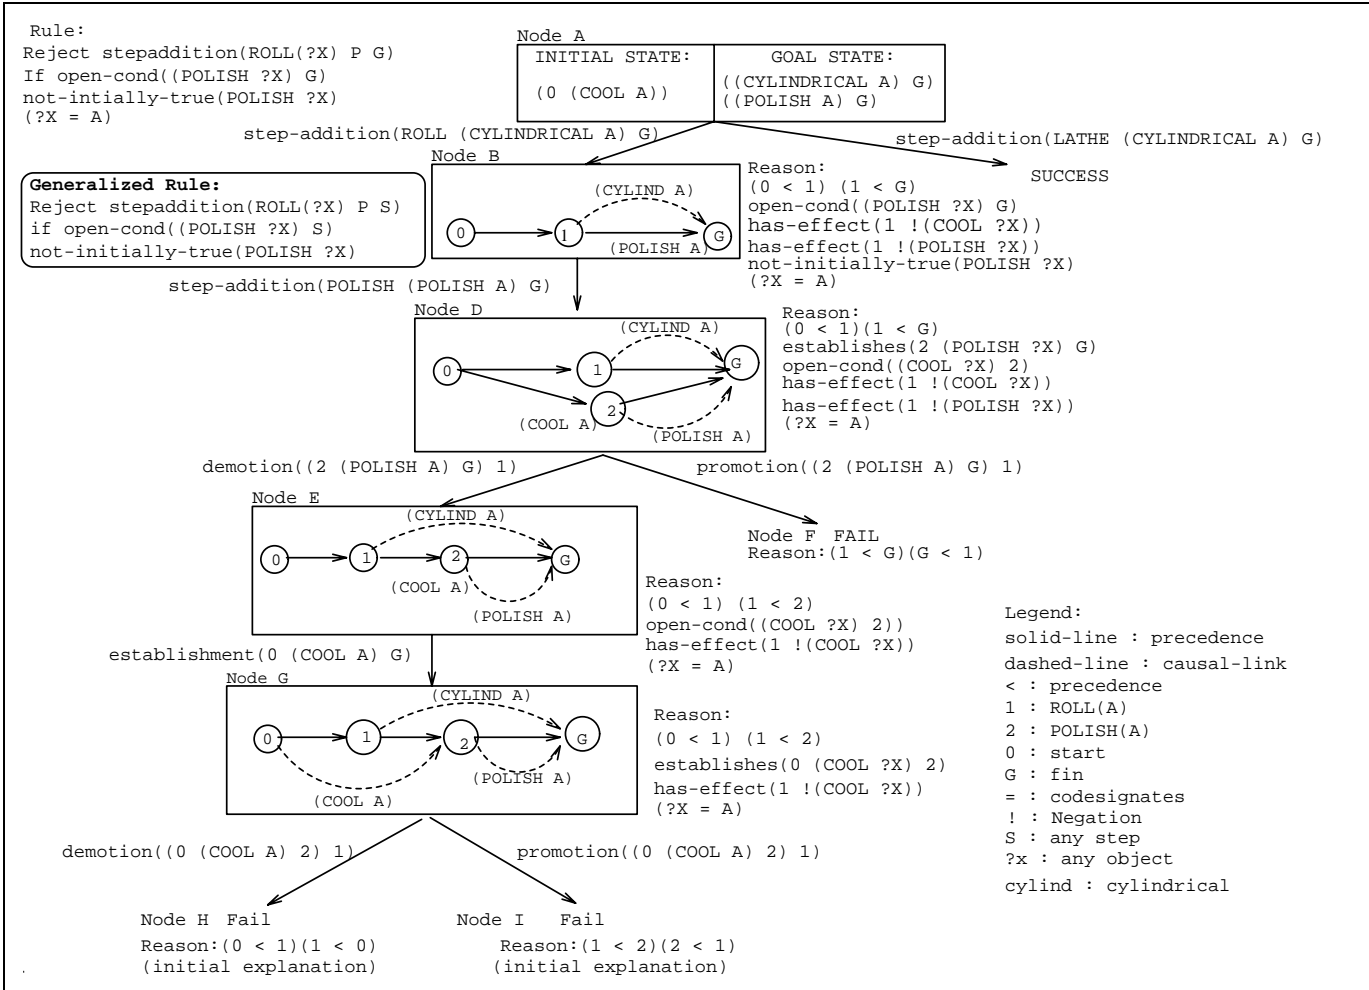 Rule:
Reject stepaddition(ROLL(?X) P G)
If open-cond((POLISH ?X) G)
not-intially-true(POLISH ?X)
(?X = A)
Node A
INITIAL STATE:
(0 (COOL A))
GOAL STATE:
((CYLINDRICAL A) G)
((POLISH A) G)
step-addition(ROLL (CYLINDRICAL A) G)
step-addition(LATHE (CYLINDRICAL A) G)
SUCCESS
Generalized Rule:
Reject stepaddition(ROLL(?X) P S)
if open-cond((POLISH ?X) S)
not-initially-true(POLISH ?X)
Node B
(CYLIND A)
0
1
G
(POLISH A)
Reason:
(0 < 1) (1 < G)
open-cond((POLISH ?X) G)
has-effect(1 !(COOL ?X))
has-effect(1 !(POLISH ?X))
not-initially-true(POLISH ?X)
(?X = A)
step-addition(POLISH (POLISH A) G)
Node D
(CYLIND A)
0
1
G
2
(COOL A)
(POLISH A)
Reason:
(0 < 1)(1 < G)
establishes(2 (POLISH ?X) G)
open-cond((COOL ?X) 2)
has-effect(1 !(COOL ?X))
has-effect(1 !(POLISH ?X))
(?X = A)
demotion((2 (POLISH A) G) 1)
promotion((2 (POLISH A) G) 1)
Node E
(CYLIND A)
0
1
2
G
(COOL A)
(POLISH A)
Node F FAIL
Reason:(1 < G)(G < 1)
Reason:
(0 < 1) (1 < 2)
open-cond((COOL ?X) 2))
has-effect(1 !(COOL ?X))
(?X = A)
establishment(0 (COOL A) G)
Node G
(CYLIND A)
0
1
2
G
(POLISH A)
(COOL A)
Reason:
(0 < 1) (1 < 2)
establishes(0 (COOL ?X) 2)
has-effect(1 !(COOL ?X))
(?X = A)
demotion((0 (COOL A) 2) 1)
promotion((0 (COOL A) 2) 1)
Node H Fail
Reason:(0 < 1)(1 < 0)
(initial explanation)
Node I Fail
Reason:(1 < 2)(2 < 1)
(initial explanation)
Legend:
solid-line : precedence
dashed-line : causal-link
< : precedence
1 : ROLL(A)
2 : POLISH(A)
0 : start
G : fin
= : codesignates
! : Negation
S : any step
?x : any object
cylind : cylindrical